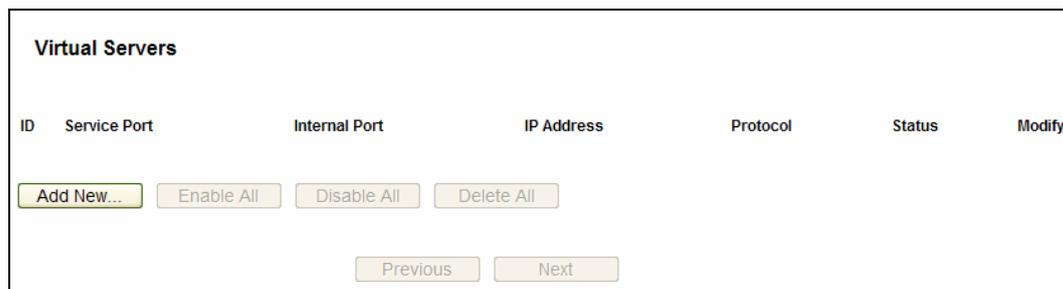 Virtual Servers
ID Service Port Internal Port IP Address Protocol Status Modify
Add New... Enable All Disable All Delete All
Previous Next